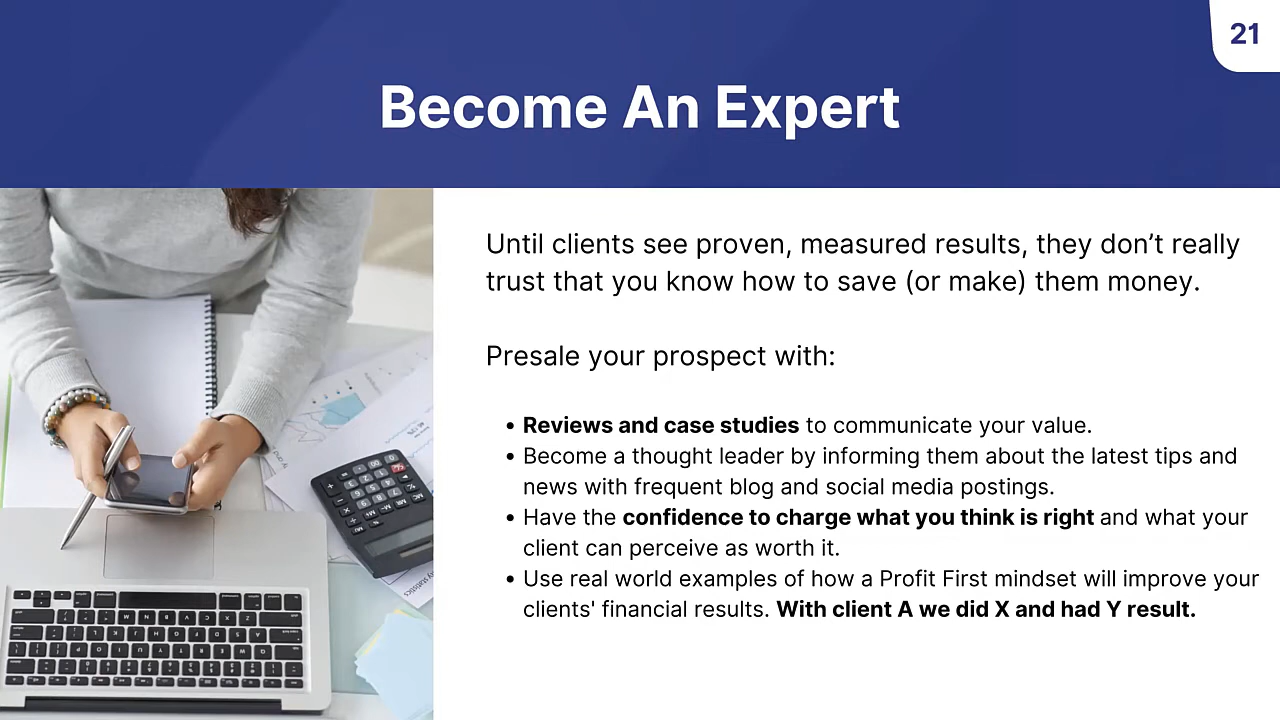 21
Become An Expert
Until clients see proven, measured results, they don’t really
trust that you know how to save (or make) them money.
Presale your prospect with:
• Reviews and case studies to communicate your value.
• Become a thought leader by informing them about the latest tips and
news with frequent blog and social media postings.
• Have the confidence to charge what you think is right and what your
client can perceive as worth it.
• Use real world examples of how a Profit First mindset will improve your
clients' financial results. With client A we did X and had Y result.